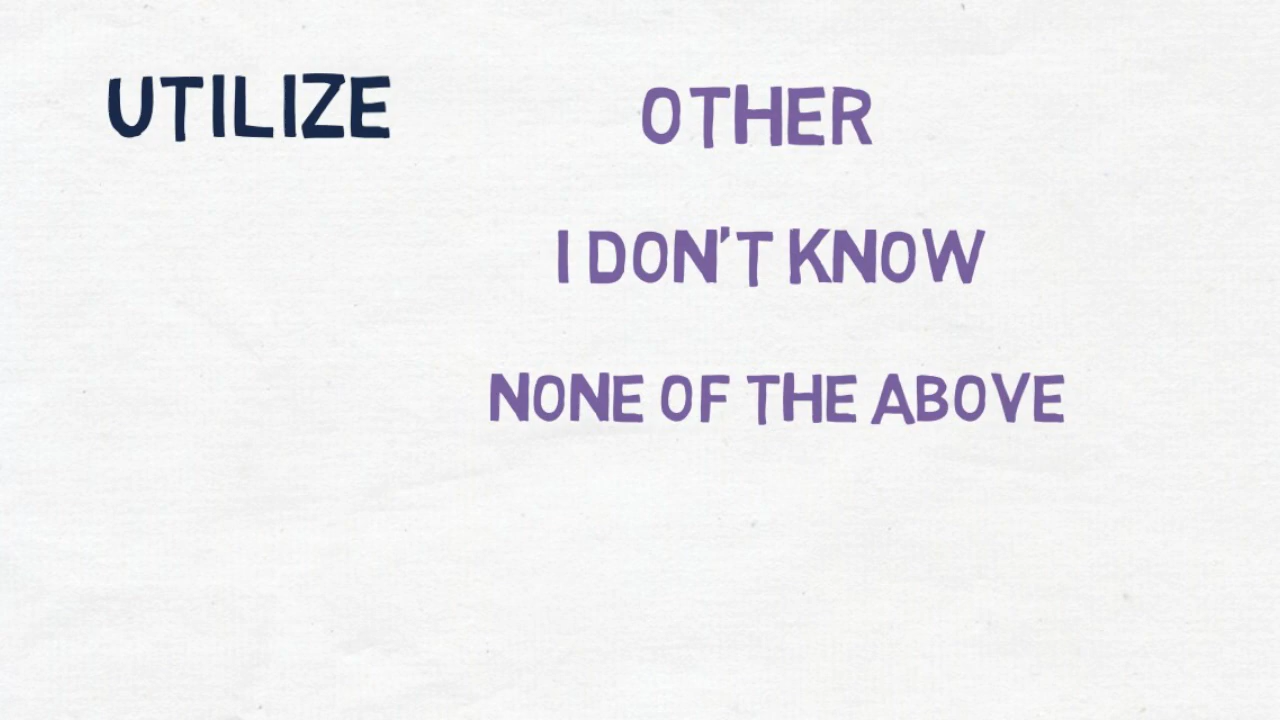 UTILIZE
OTHER
I DON'T KNOW
NONE OF THE ABOVE